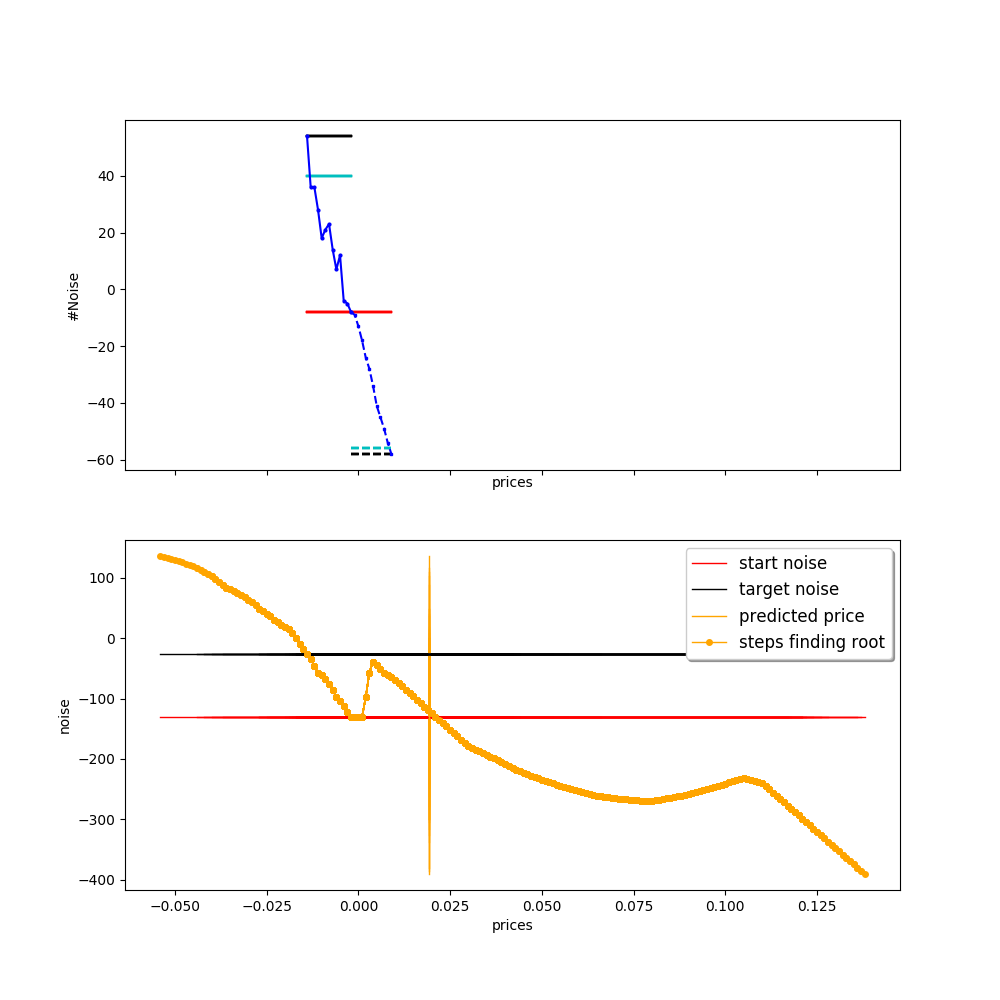 40
20
0
−20
−40
−60
#Noise
prices
100
0
−100
−200
−300
−400
noise
start noise
target noise
predicted price
steps finding root
−0.050 −0.025 0.000 0.025 0.050 0.075 0.100 0.125
prices